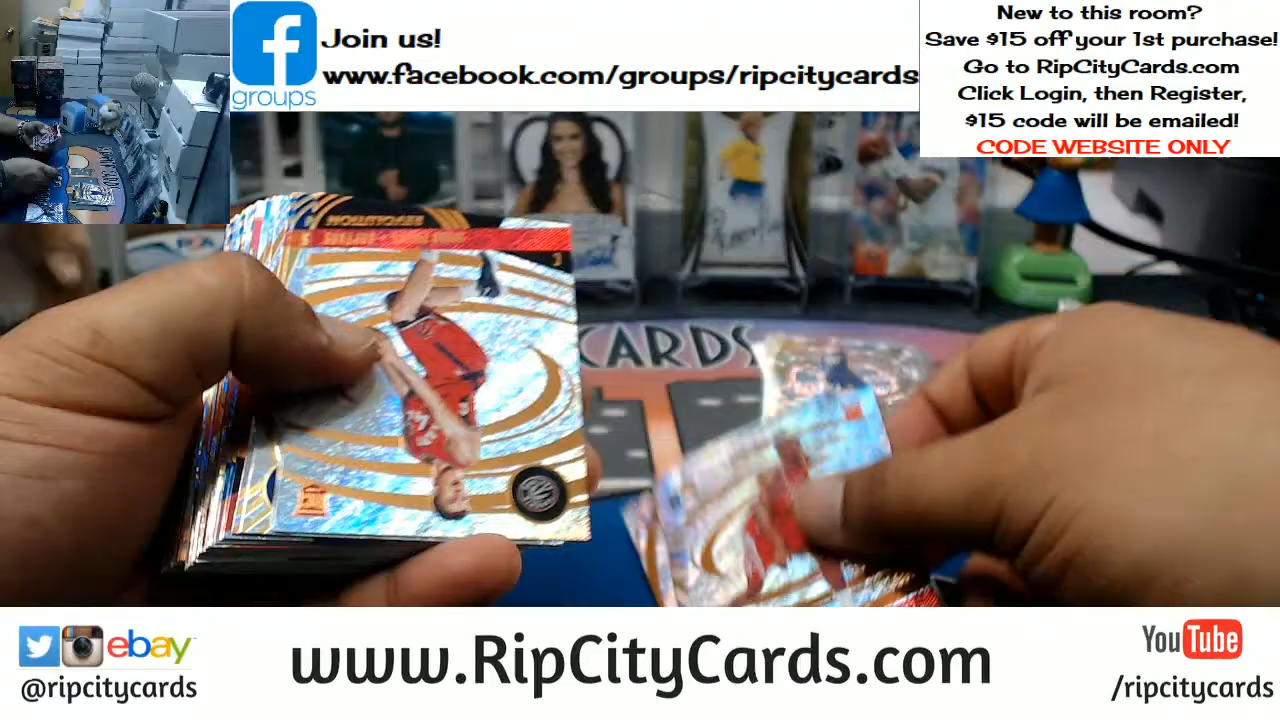 Join us!
www.facebook.com/groups/ripcitycards
groups
New to this room?
Save $15 off your 1st purchase!
Go to RipCityCards.com
Click Login, then Register,
$15 code will be emailed!
CODE WEBSITE ONLY
REVOLUTION
CARDS
ebay
@ripcitycards
www.RipCityCards.com
YouTube
/ripcitycards